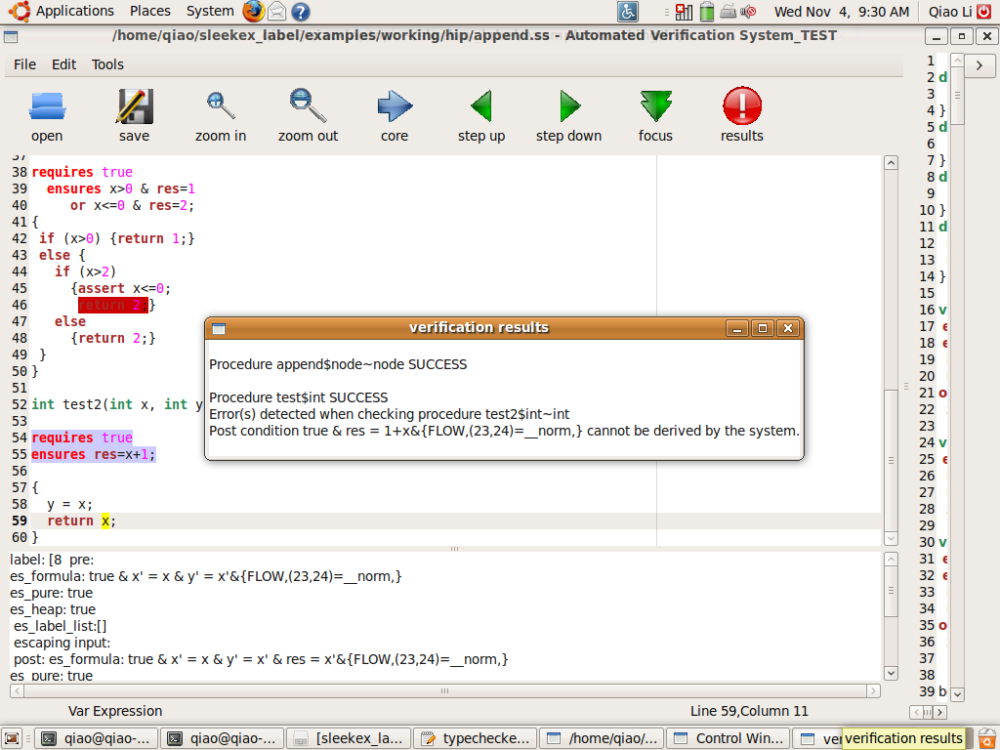 Applications Places System Wed Nov 4, 9:30 AM Qiao Li
/home/qiao/sleekex_label/examples/working/hip/append.ss - Automated Verification System_TEST
File Edit Tools
open save zoom in zoom out core step up step down focus results
37
38 requires true
39 ensures x>0 & res=1
40 or x<=0 & res=2;
41 {
42 if (x>0) {return 1;}
43 else {
44 if (x>2)
45 {assert x<=0;
46 return 2;}
47 else
48 {return 2;}
49 }
50 }
51
52 int test2(int x, int y
53
54 requires true
55 ensures res=x+1;
56
57 {
58 y = x;
59 return x;
60 }
verification results
Procedure append$node~node SUCCESS
Procedure test$int SUCCESS
Error(s) detected when checking procedure test2$int~int
Post condition true & res = 1+x&{FLOW,(23,24)=__norm,} cannot be derived by the system.
label: [8 pre:
es_formula: true & x' = x & y' = x'&{FLOW,(23,24)=__norm,}
es_pure: true
es_heap: true
es_label_list:[]
escaping input:
post: es_formula: true & x' = x & y' = x' & res = x'&{FLOW,(23,24)=__norm,}
es_pure: true
Var Expression Line 59,Column 11
1
2 d
3
4 }
5 d
6
7 }
8 d
9
10 }
11 d
12
13
14 }
15
16 v
17 e
18 e
19
20
21 o
22
23
24 v
25 e
26
27
28
29
30 v
31 e
32 e
33
34
35 o
36
37
38
39 b
qiao@qiao-... qiao@qiao-... [sleekex_la... typechecke... /home/qiao/... Control Win... ver verification results